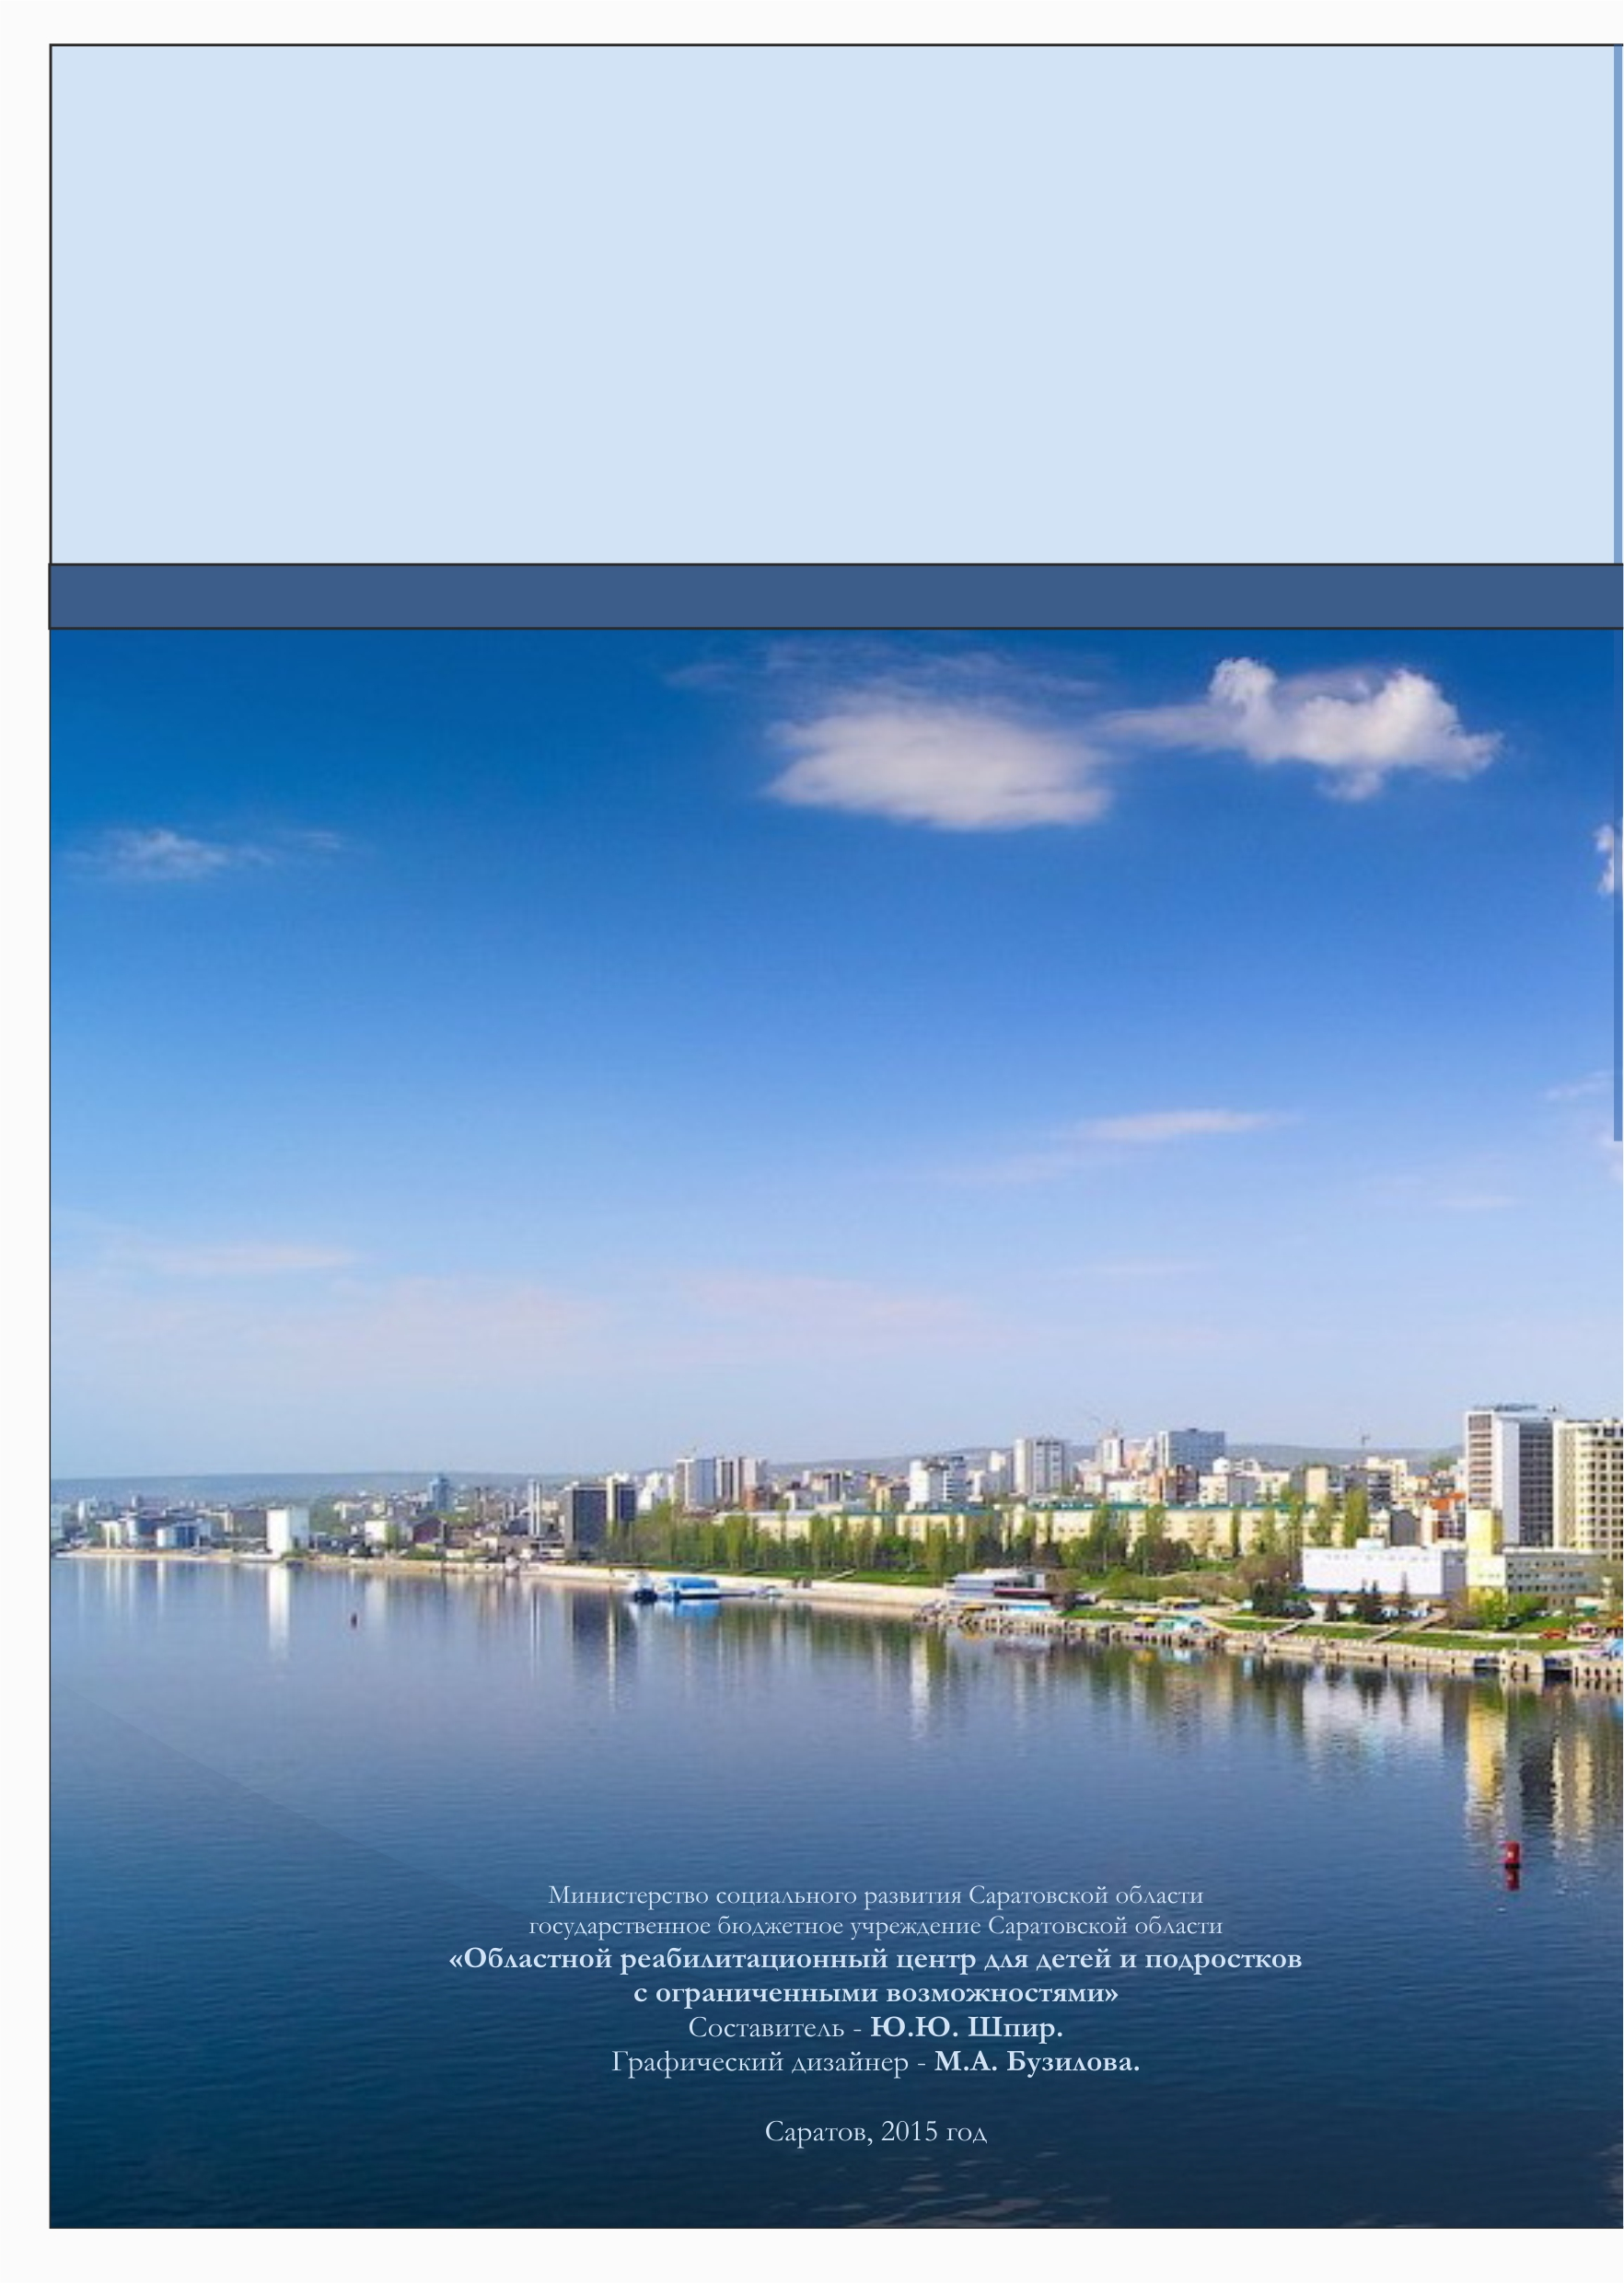 Министерство социального развития Саратовской области
государственное бюджетное учреждение Саратовской области
«Областной реабилитационный центр для детей и подростков
с ограниченными возможностями»
Составитель - Ю.Ю. Шпир.
Графический дизайнер - М.А. Бузилова.
Саратов, 2015 год